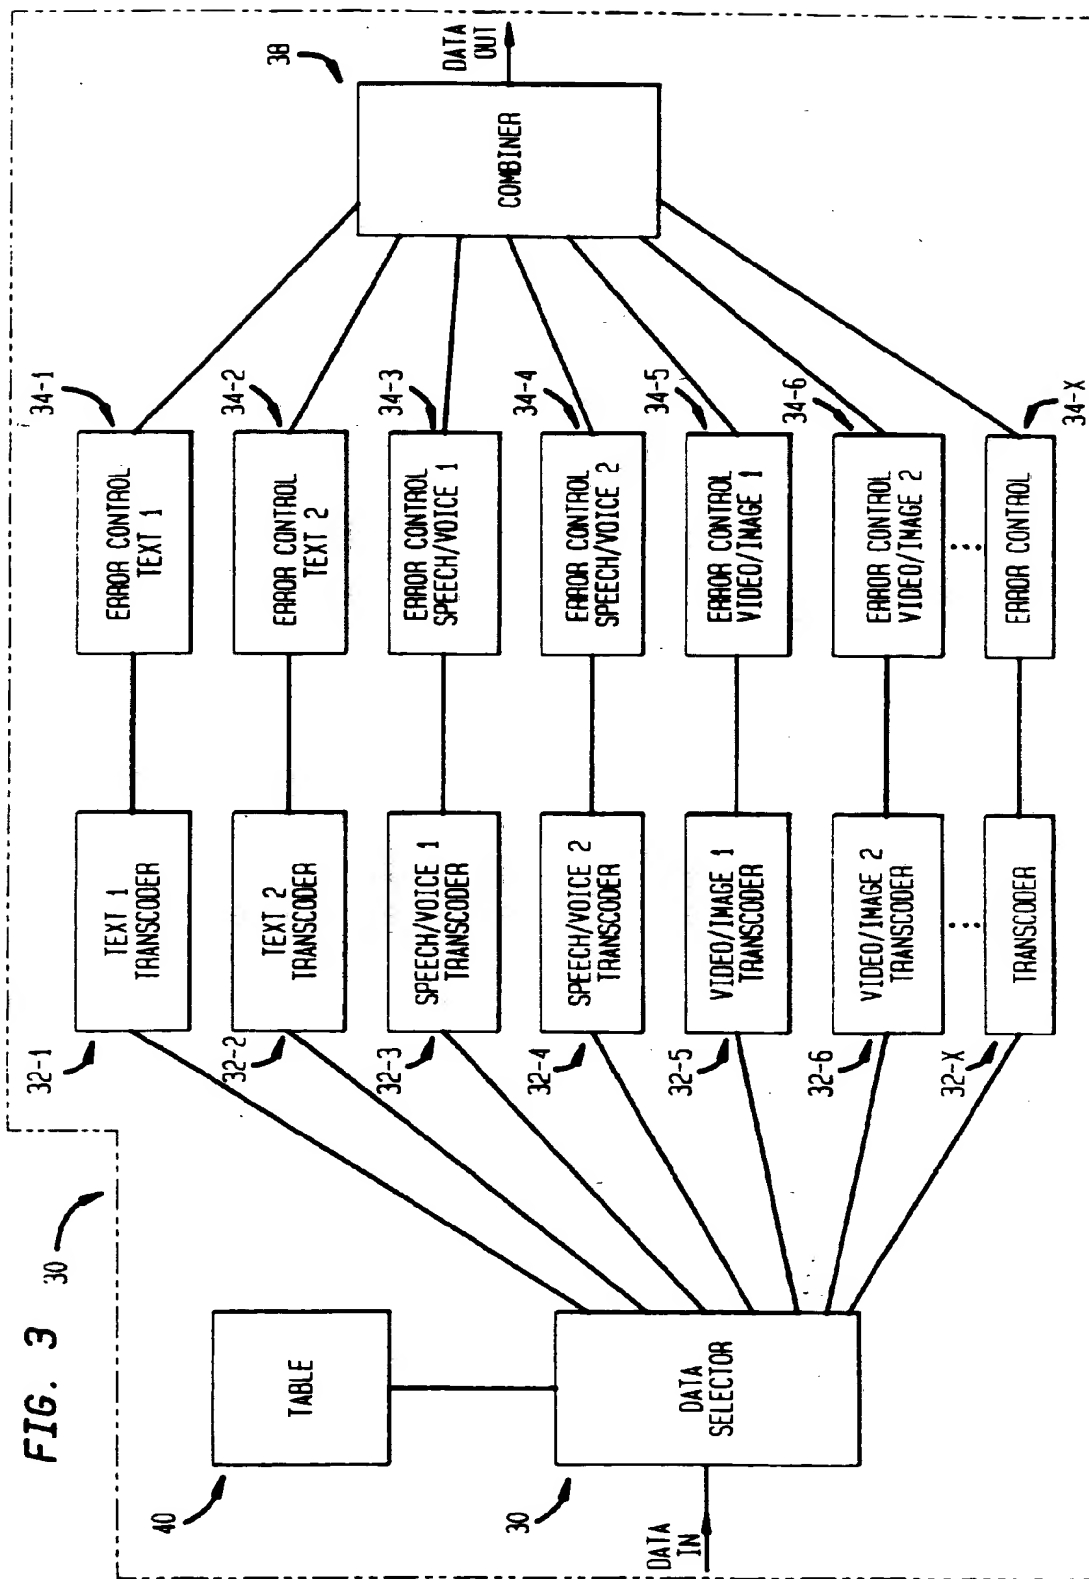 FIG. 3
30
40
TABLE
30
DATA
SELECTOR
DATA
IN
32-1
TEXT 1
TRANSCODER
32-2
TEXT 2
TRANSCODER
32-3
SPEECH/VOICE 1
TRANSCODER
32-4
SPEECH/VOICE 2
TRANSCODER
32-5
VIDEO/IMAGE 1
TRANSCODER
32-6
VIDEO/IMAGE 2
TRANSCODER
32-X
TRANSCODER
34-1
ERROR CONTROL
TEXT 1
34-2
ERROR CONTROL
TEXT 2
34-3
ERROR CONTROL
SPEECH/VOICE 1
34-4
ERROR CONTROL
SPEECH/VOICE 2
34-5
ERROR CONTROL
VIDEO/IMAGE 1
34-6
ERROR CONTROL
VIDEO/IMAGE 2
34-X
ERROR CONTROL
38
COMBINER
DATA
OUT